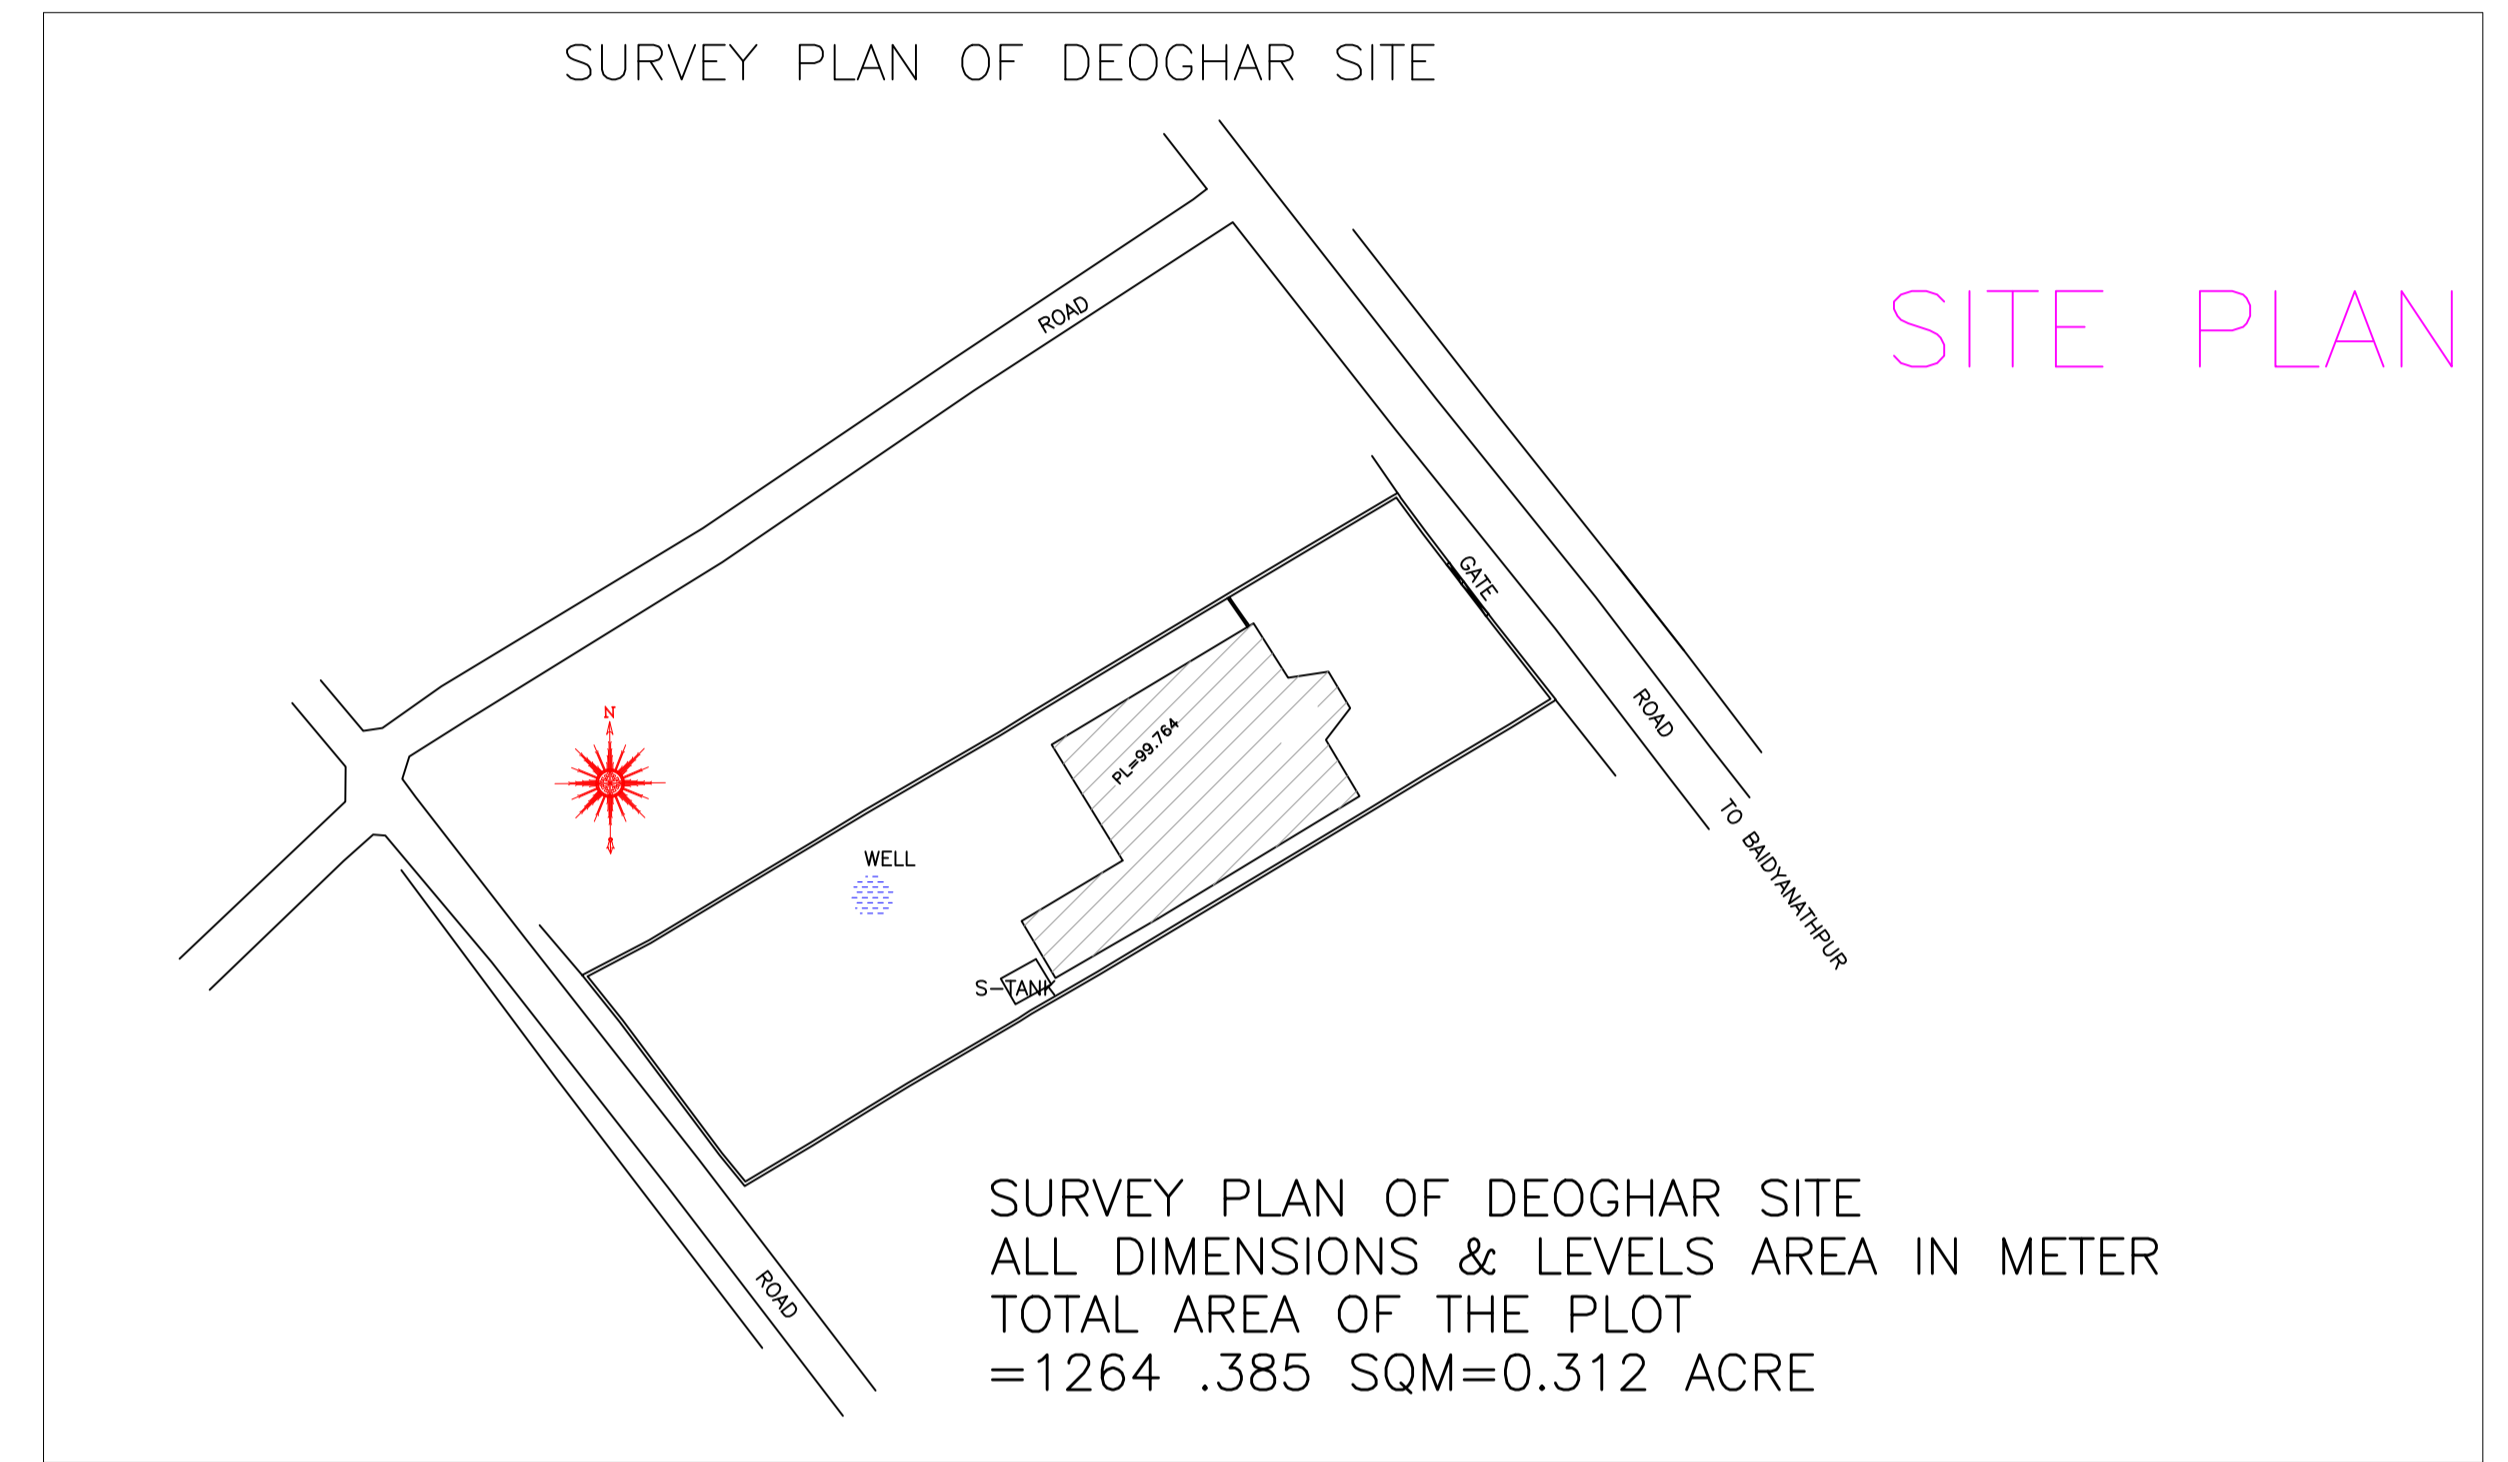 SURVEY PLAN OF DEOGHAR SITE
SITE PLAN
ROAD
GATE
ROAD
N
PL=99.764
TO BAIDYANATHPUR
WELL
S-TANK
ROAD
SURVEY PLAN OF DEOGHAR SITE
ALL DIMENSIONS & LEVELS AREA IN METER
TOTAL AREA OF THE PLOT
=1264 .385 SQM=0.312 ACRE